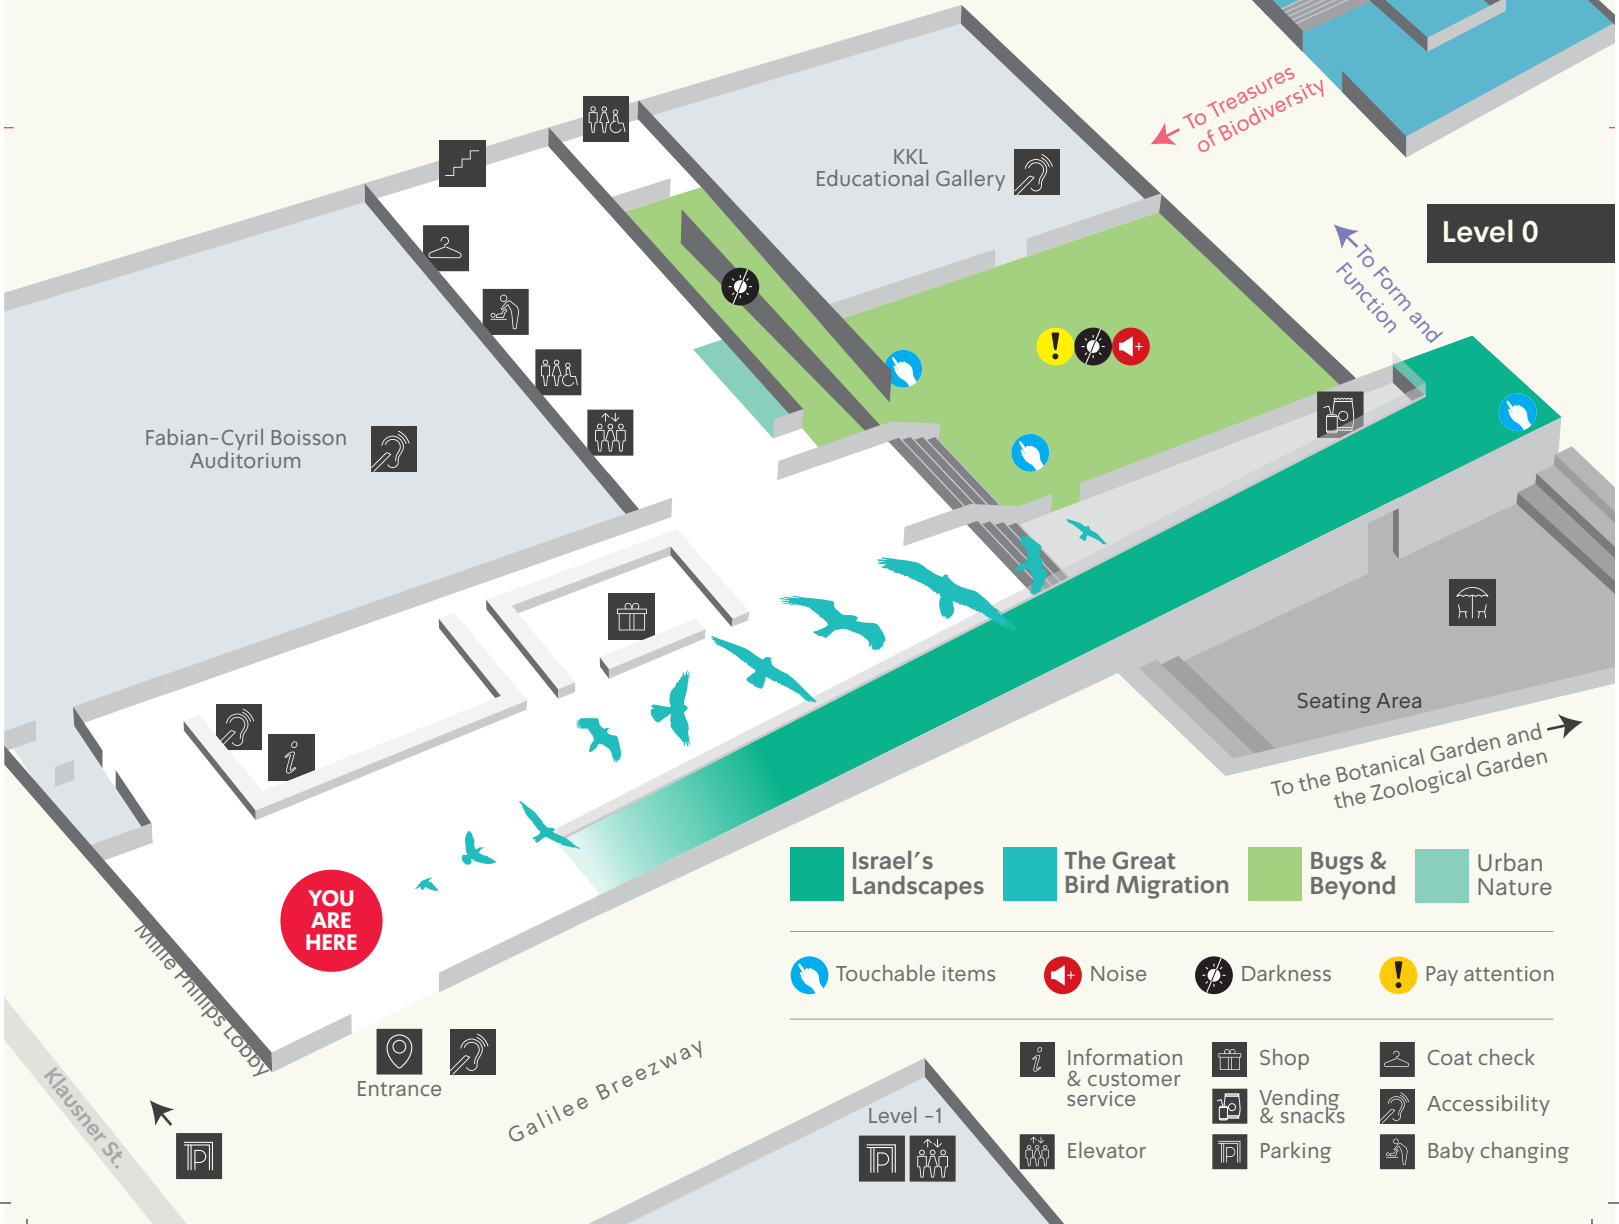 To Treasures
of Biodiversity
KKL
Educational Gallery
Level 0
To Form and
Function
Fabian-Cyril Boisson
Auditorium
Seating Area
To the Botanical Garden and
the Zoological Garden
YOU
ARE
HERE
Millie Phillips Lobby
Klausner St.
Entrance
Galilee Breezway
Level -1
Israel's
Landscapes
The Great
Bird Migration
Bugs &
Beyond
Urban
Nature
Touchable items
Noise
Darkness
Pay attention
Information
& customer
service
Shop
Coat check
Vending
& snacks
Accessibility
Elevator
Parking
Baby changing